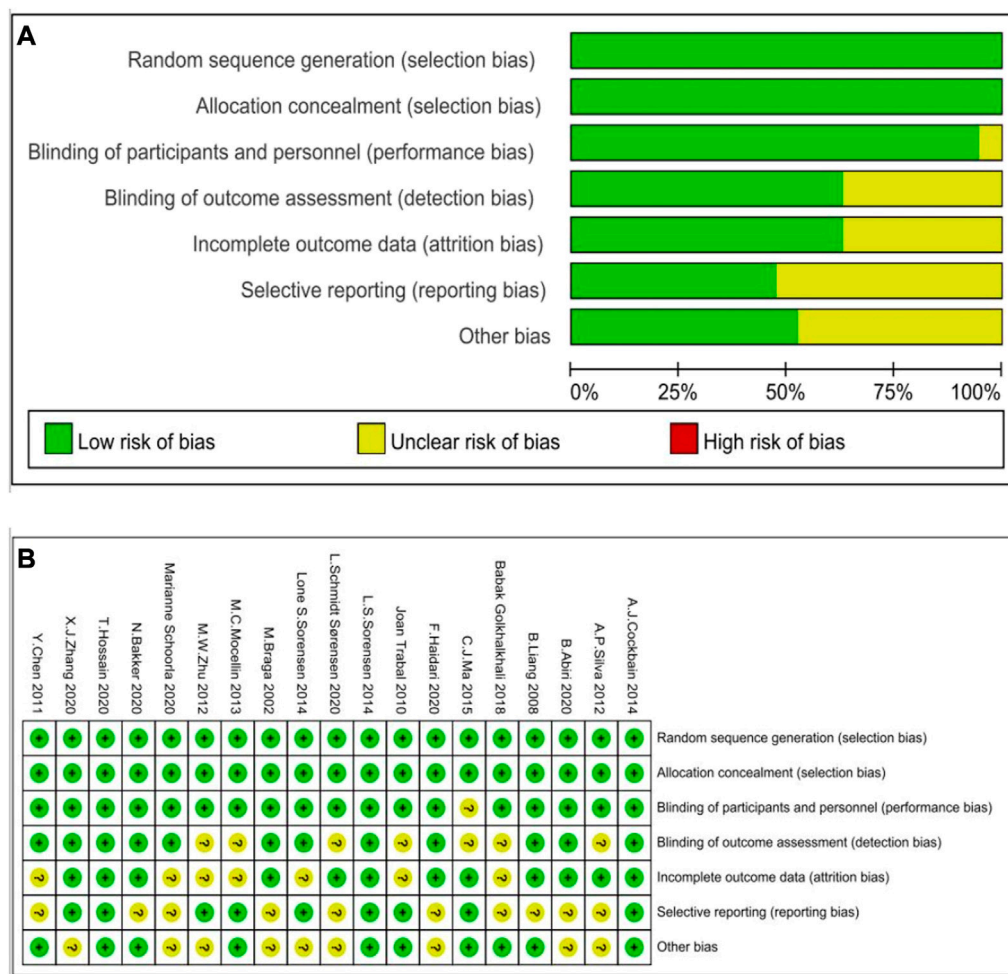 A
Random sequence generation (selection bias)
Allocation concealment (selection bias)
Blinding of participants and personnel (performance bias)
Blinding of outcome assessment (detection bias)
Incomplete outcome data (attrition bias)
Selective reporting (reporting bias)
Other bias
0% 25% 50% 75% 100%
Low risk of bias Unclear risk of bias High risk of bias
B
Y.Chen 2011
X.J.Zhang 2020
T.Hossain 2020
N.Bakker 2020
Marianne Schoorla 2020
M.W.Zhu 2012
M.C.Mocellin 2013
M.Braga 2002
Lone S.Sorensen 2014
L.Schmidt Sørensen 2020
L.S.Sorensen 2014
Joan Trabal 2010
F.Haidari 2020
C.J.Ma 2015
Babak Golkhalkhali 2018
B.Liang 2008
B.Abiri 2020
A.P.Silva 2012
A.J.Cockbain 2014
Random sequence generation (selection bias)
Allocation concealment (selection bias)
Blinding of participants and personnel (performance bias)
Blinding of outcome assessment (detection bias)
Incomplete outcome data (attrition bias)
Selective reporting (reporting bias)
Other bias